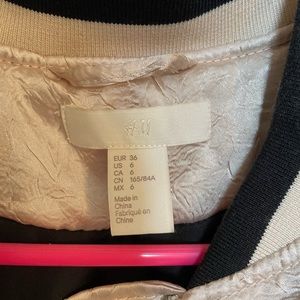 H&M
EUR 36
US 6
CA 6
CN 165/84A
MX 6
Made in
China
Fabriqué en
Chine